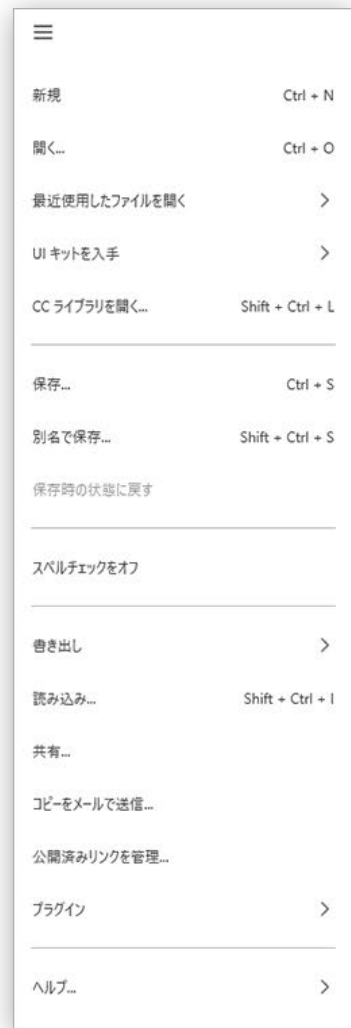 新規 Ctrl + N
開く... Ctrl + O
最近使用したファイルを開く
UI キットを入手
CC ライブラリを開く... Shift + Ctrl + L
保存... Ctrl + S
別名で保存... Shift + Ctrl + S
保存時の状態に戻す
スペルチェックをオフ
書き出し
読み込み... Shift + Ctrl + I
共有...
コピーをメールで送信...
公開済みリンクを管理...
プラグイン
ヘルプ...